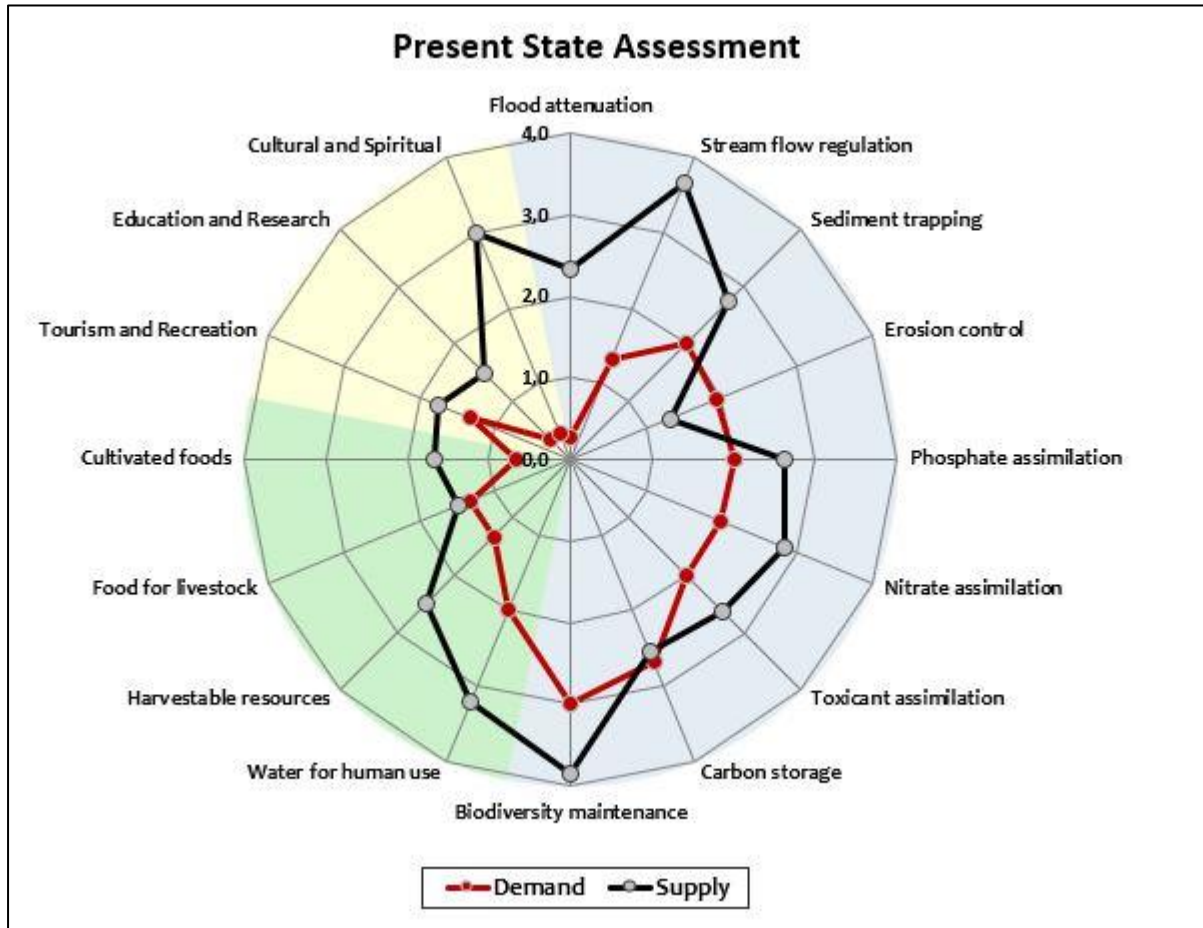 Present State Assessment
Flood attenuation
Stream flow regulation
Sediment trapping
Erosion control
Phosphate assimilation
Nitrate assimilation
Toxicant assimilation
Carbon storage
Biodiversity maintenance
Water for human use
Harvestable resources
Food for livestock
Cultivated foods
Tourism and Recreation
Education and Research
Cultural and Spiritual
4,0
3,0
2,0
1,0
0,0
Demand
Supply